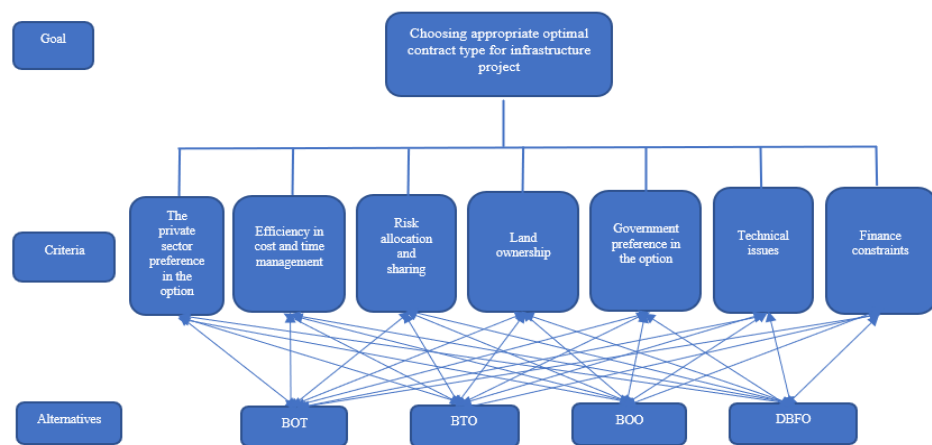 Goal
Choosing appropriate optimal
contract type for infrastructure
project
Criteria
The
private
sector
preference
in the
option
Efficiency in
cost and time
management
Risk
allocation
and
sharing
Land
ownership
Government
preference in
the option
Technical
issues
Finance
constraints
Alternatives
BOT
BTO
BOO
DBFO